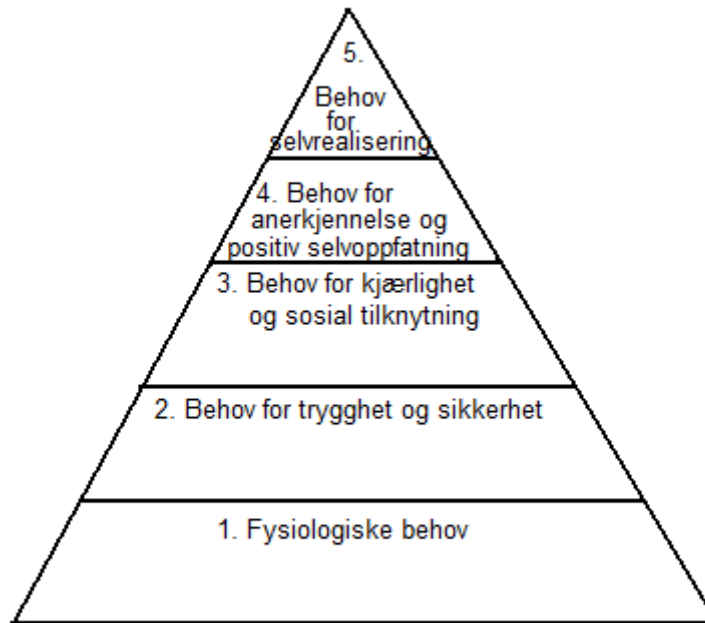 5.
Behov
for
selvrealisering
4. Behov for
anerkjennelse og
positiv selvoppfatning
3. Behov for kjærlighet
og sosial tilknytning
2. Behov for trygghet og sikkerhet
1. Fysiologiske behov